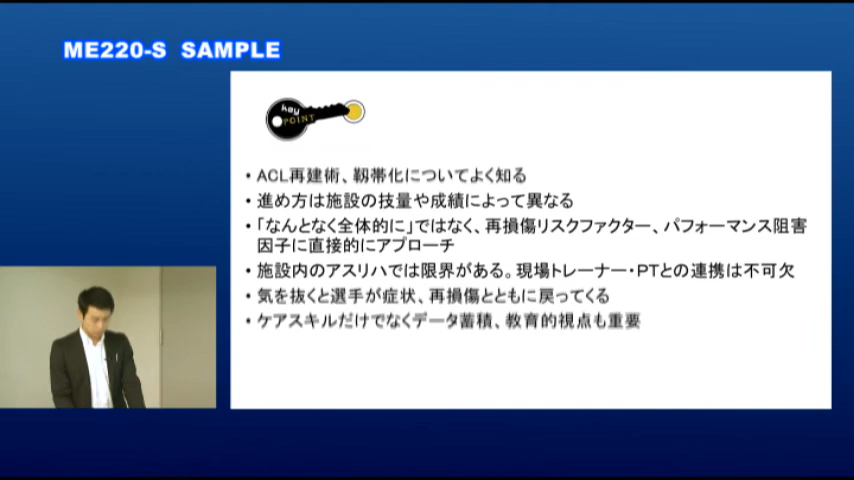 ME220-S SAMPLE
key
POINT
・ACL再建術、靱帯化についてよく知る
・進め方は施設の技量や成績によって異なる
・「なんとなく全体的に」ではなく、再損傷リスクファクター、パフォーマンス阻害
因子に直接的にアプローチ
・施設内のアスリハでは限界がある。現場トレーナー・PTとの連携は不可欠
・気を抜くと選手が症状、再損傷とともに戻ってくる
・ケアスキルだけでなくデータ蓄積、教育的視点も重要